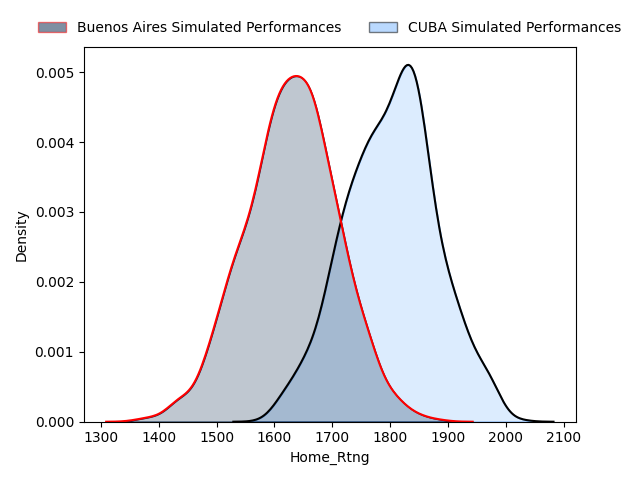 Buenos Aires Simulated Performances CUBA Simulated Performances
0.005
0.004
0.003
0.002
0.001
0.000
Density
1300 1400 1500 1600 1700 1800 1900 2000 2100
Home_Rtng